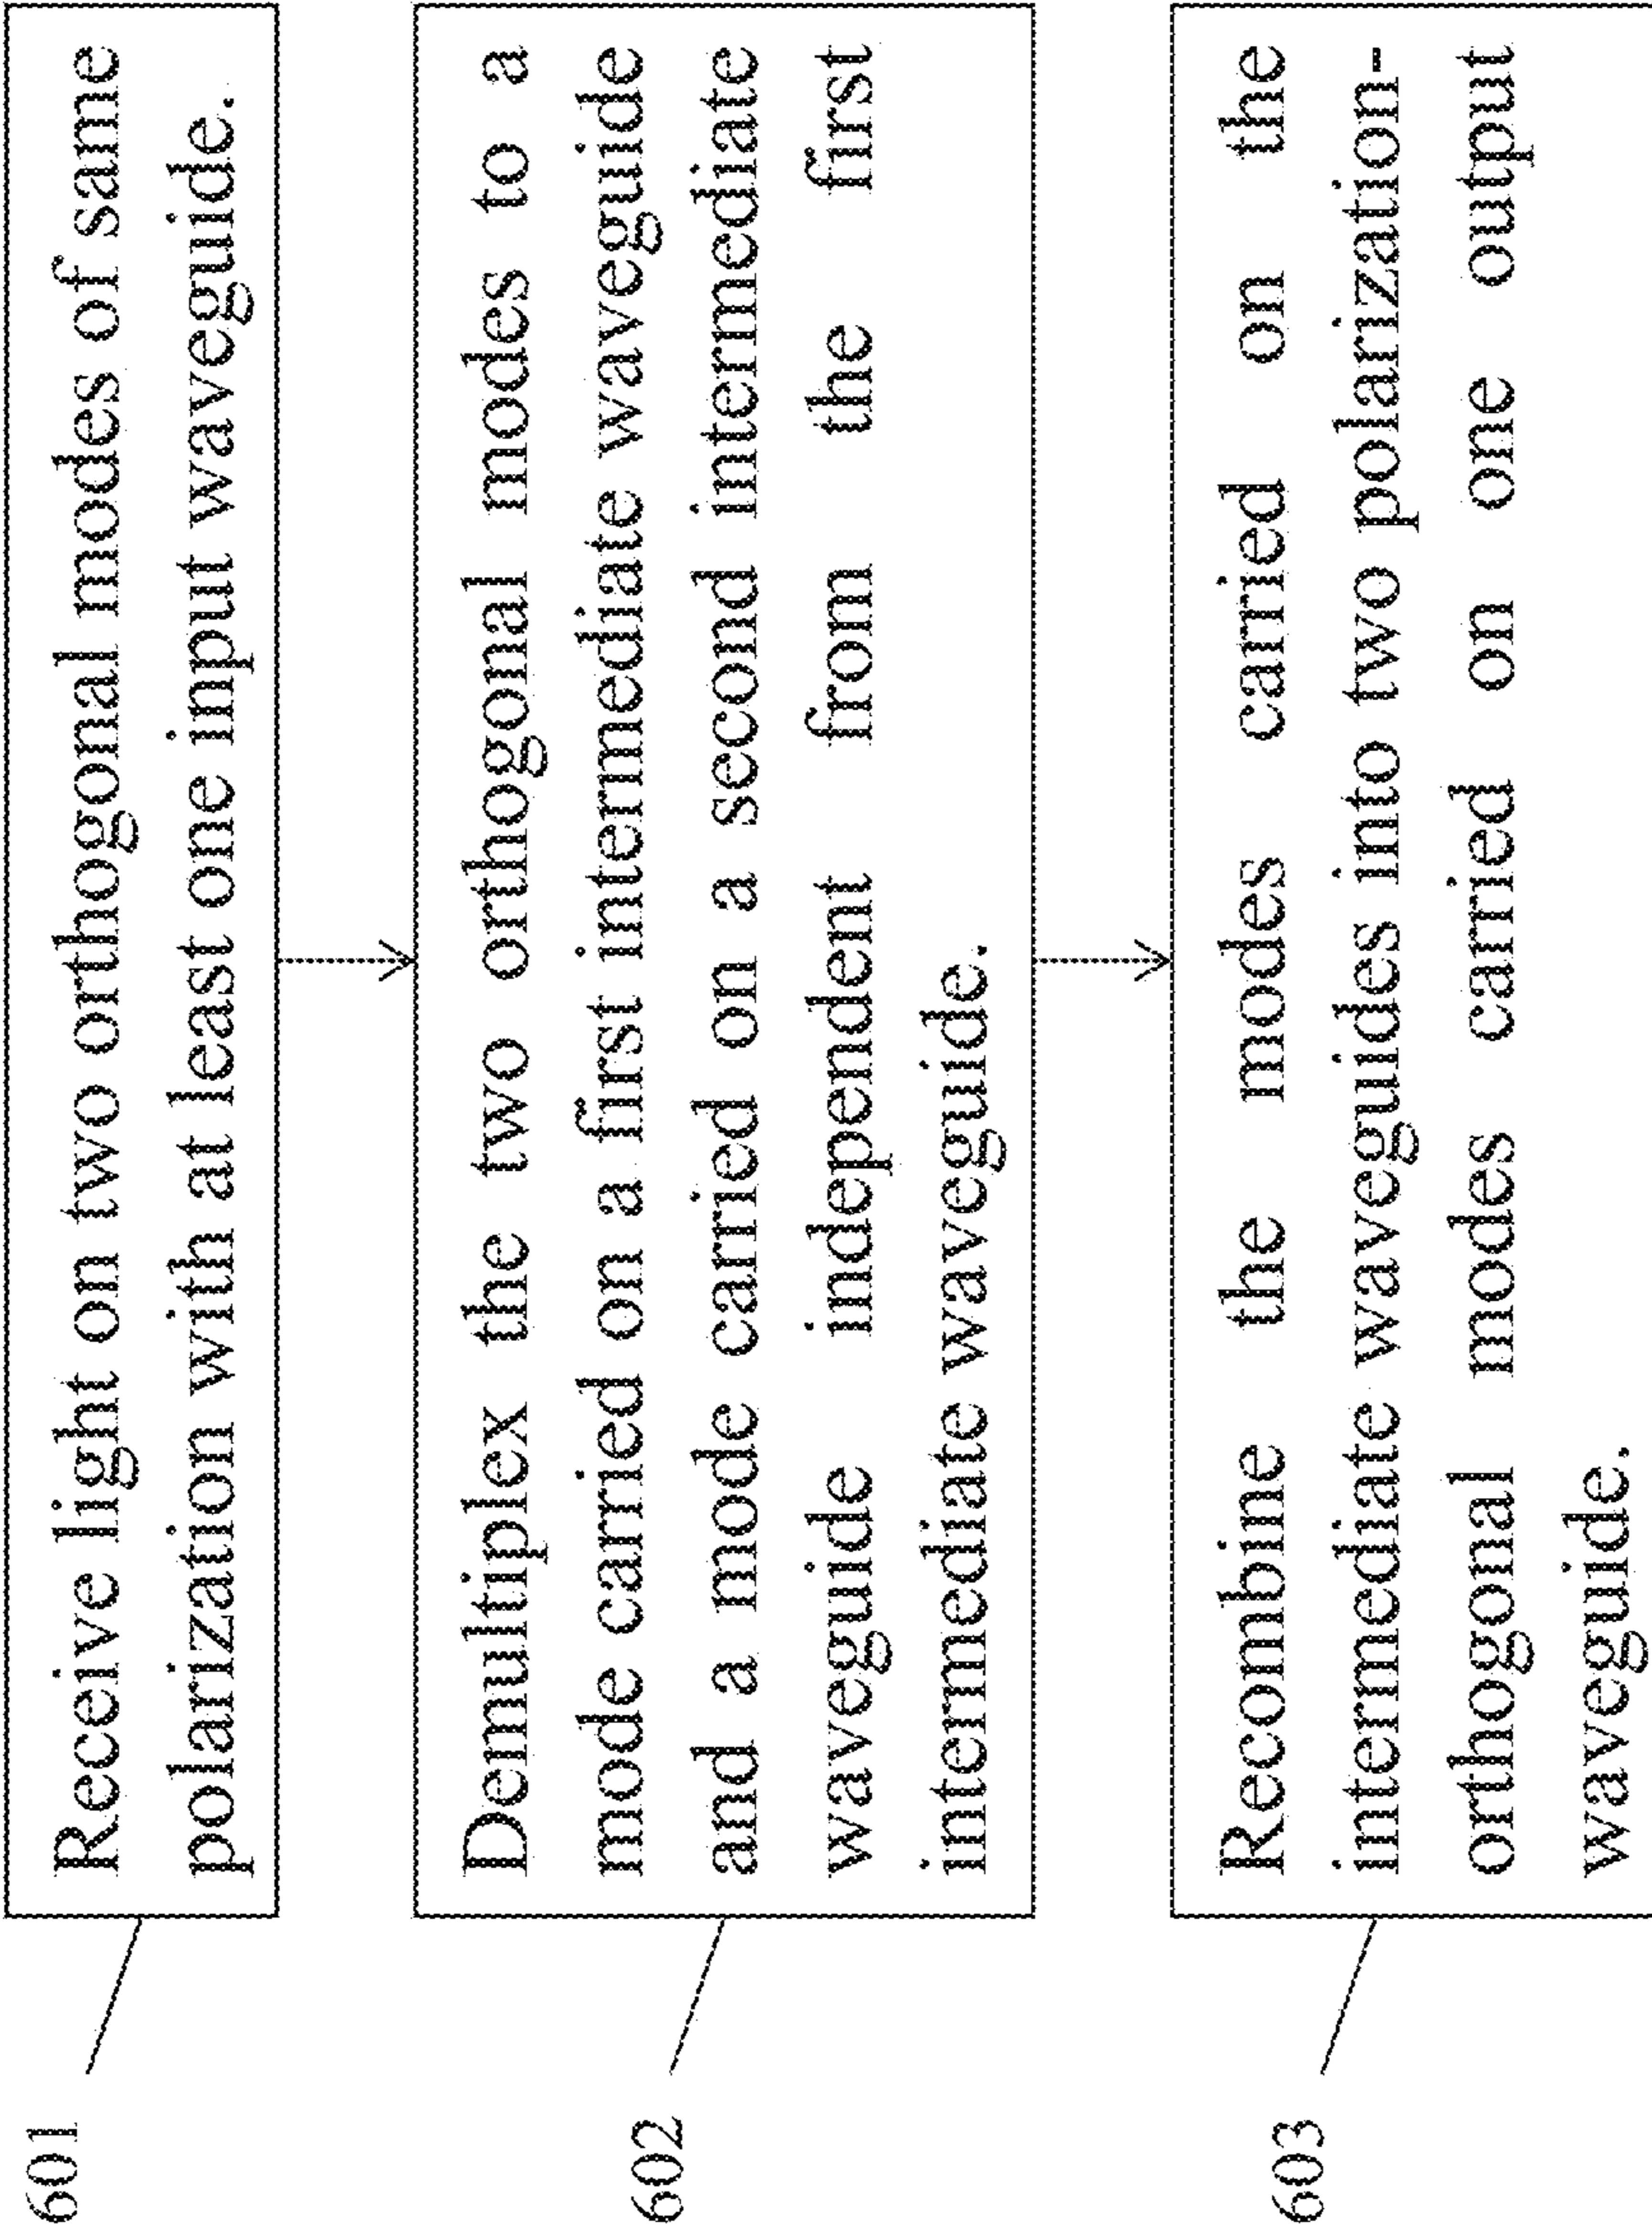 601
Receive light on two orthogonal modes of same
polarization with at least one input waveguide.
602
Demultiplex the two orthogonal modes to a
mode carried on a first intermediate waveguide
and a mode carried on a second intermediate
waveguide independent from the first
intermediate waveguide.
603
Recombine the modes carried on the
intermediate waveguides into two polarization-
orthogonal modes carried on one output
waveguide.